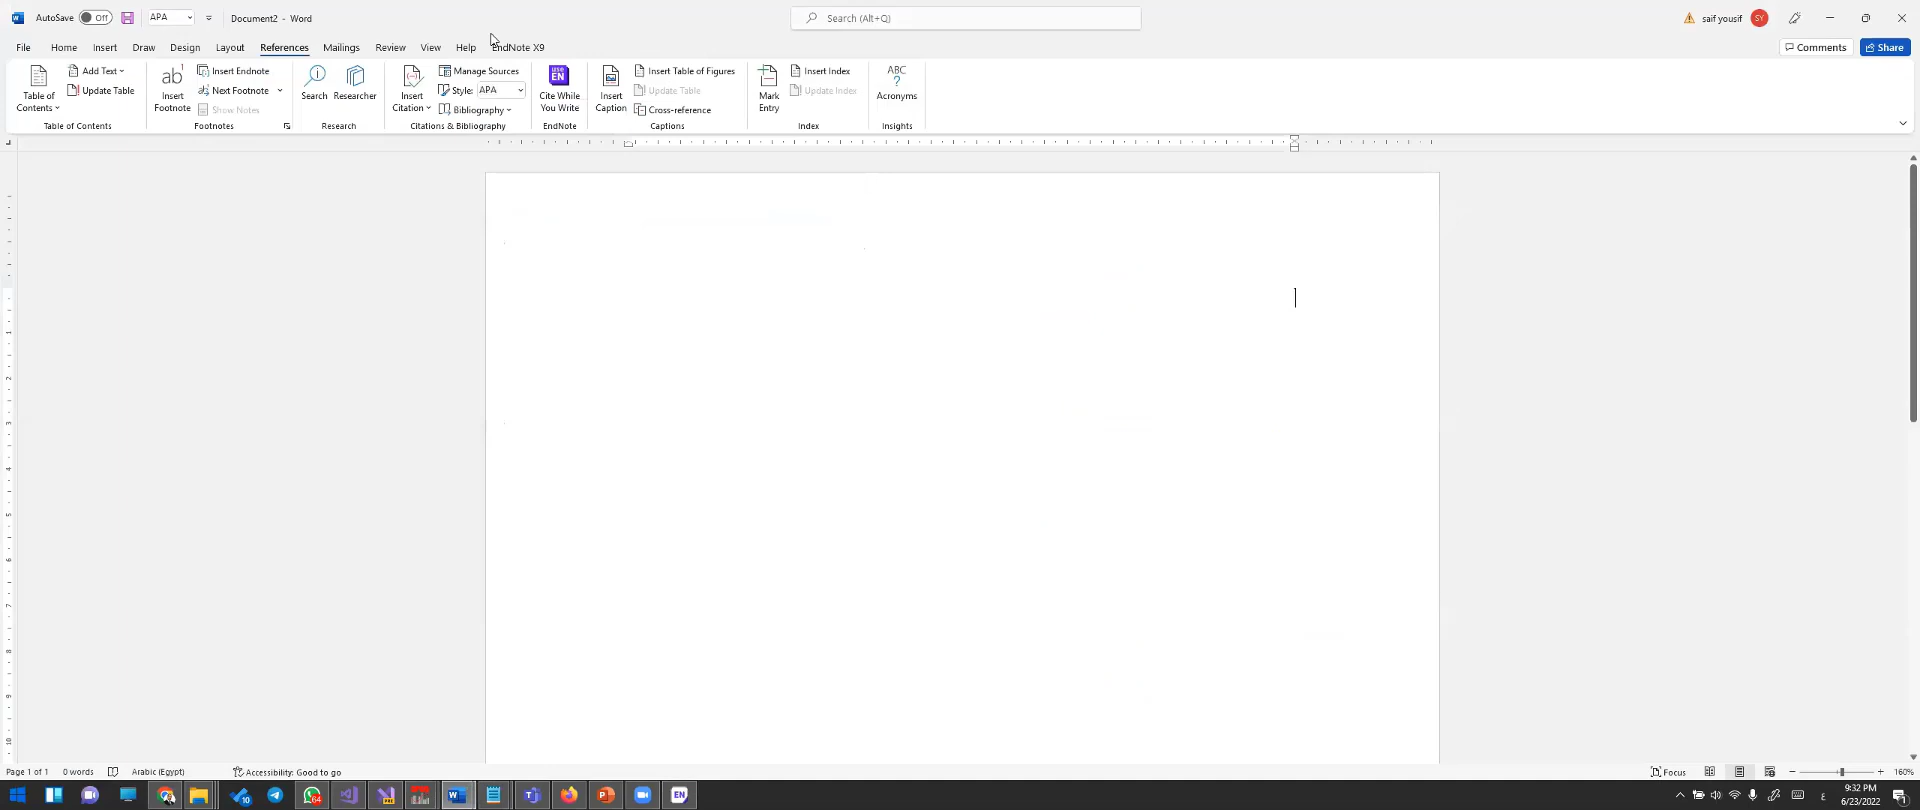 AutoSave Off APA Document2 - Word Search (Alt+Q) saif yousif SY
File Home Insert Draw Design Layout References Mailings Review View Help EndNote X9 Comments Share
Table of Contents
Add Text
Update Table
Table of Contents
ab 1
Insert Footnote
Insert Endnote
Next Footnote
Show Notes
Footnotes
Search
Researcher
Research
Insert Citation
Manage Sources
Style: APA
Bibliography
Citations & Bibliography
EN
Cite While You Write
EndNote
Insert Caption
Insert Table of Figures
Update Table
Cross-reference
Captions
Mark Entry
Insert Index
Update Index
Index
ABC
?
Acronyms
Insights
Page 1 of 1 0 words Arabic (Egypt) Accessibility: Good to go Focus 160%
64 EN ع 9:32 PM
6/23/2022